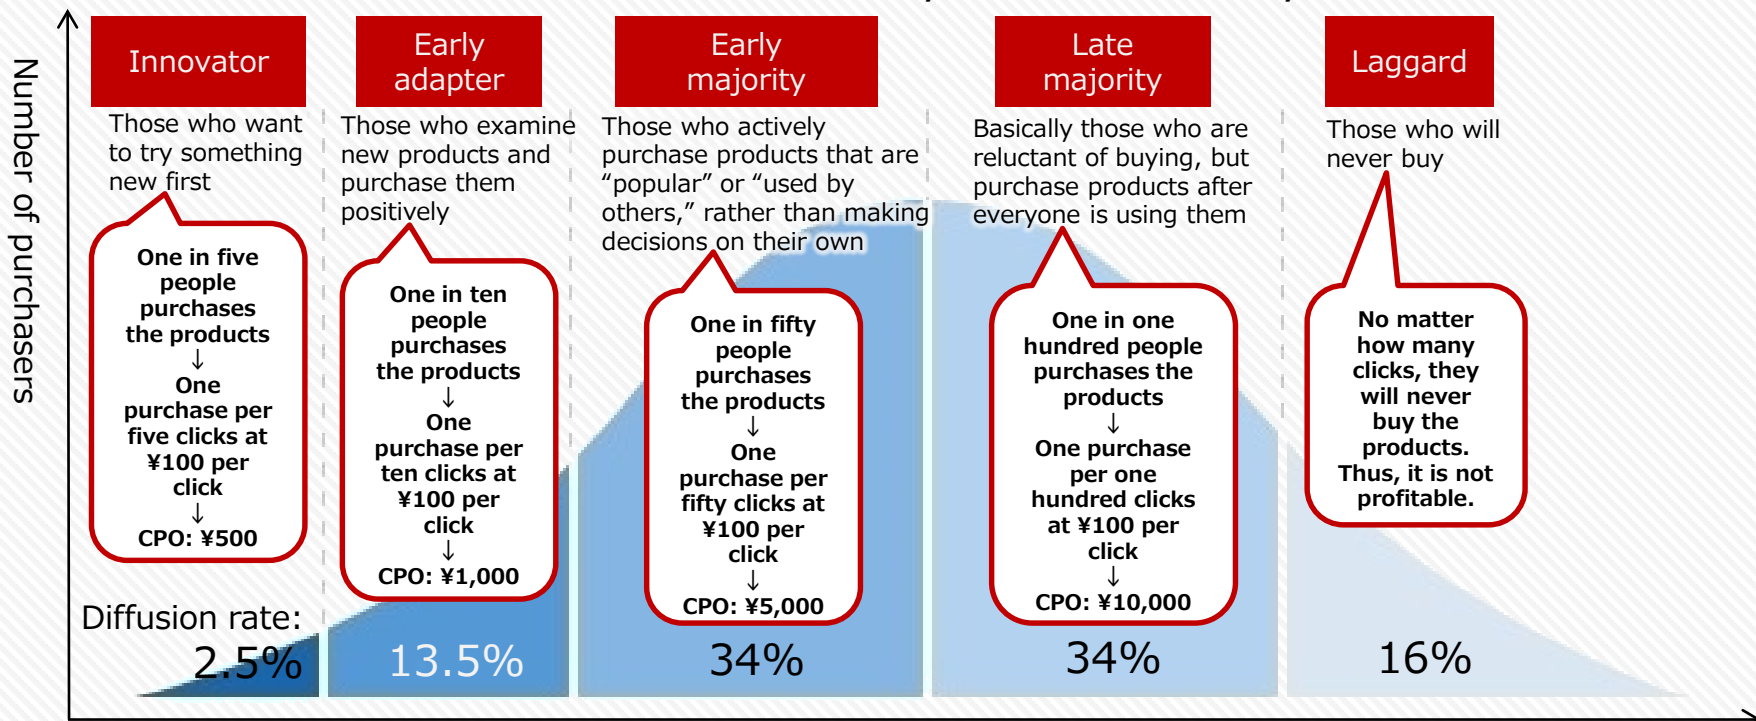 Number of purchasers
Innovator
Those who want
to try something
new first
One in five
people
purchases
the products
↓
One
purchase per
five clicks at
¥100 per
click
↓
CPO: ¥500
Diffusion rate:
2.5%
Early
adapter
Those who examine
new products and
purchase them
positively
One in ten
people
purchases
the products
↓
One
purchase per
ten clicks at
¥100 per
click
↓
CPO: ¥1,000
13.5%
Early
majority
Those who actively
purchase products that are
“popular” or “used by
others,” rather than making
decisions on their own
One in fifty
people
purchases
the products
↓
One
purchase per
fifty clicks at
¥100 per
click
↓
CPO: ¥5,000
34%
Late
majority
Basically those who are
reluctant of buying, but
purchase products after
everyone is using them
One in one
hundred people
purchases the
products
↓
One purchase
per one
hundred clicks
at ¥100 per
click
↓
CPO: ¥10,000
34%
Laggard
Those who will
never buy
No matter
how many
clicks, they
will never
buy the
products.
Thus, it is not
profitable.
16%